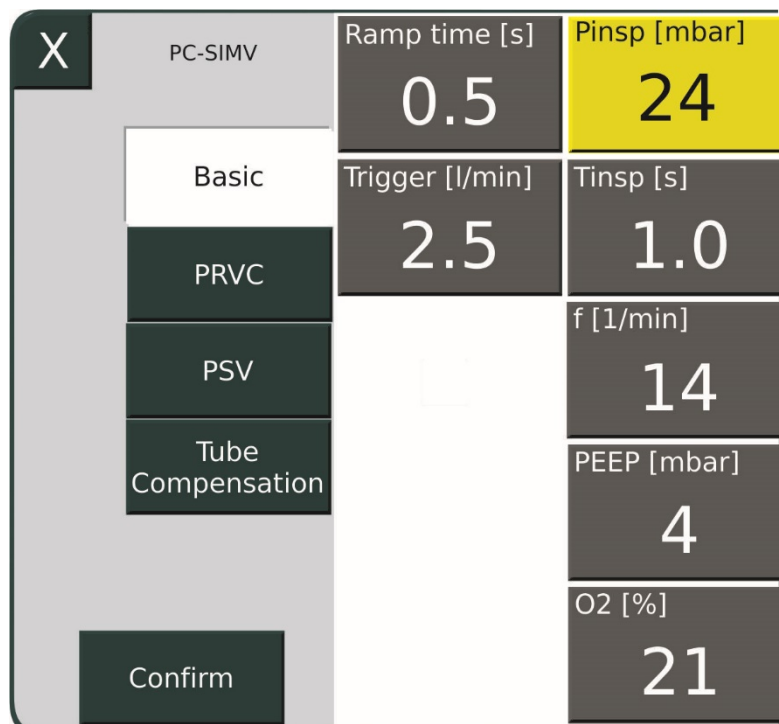 X
PC-SIMV
Basic
PRVC
PSV
Tube
Compensation
Confirm
Ramp time [s]
0.5
Pinsp [mbar]
24
Trigger [l/min]
2.5
Tinsp [s]
1.0
f [1/min]
14
PEEP [mbar]
4
O2 [%]
21